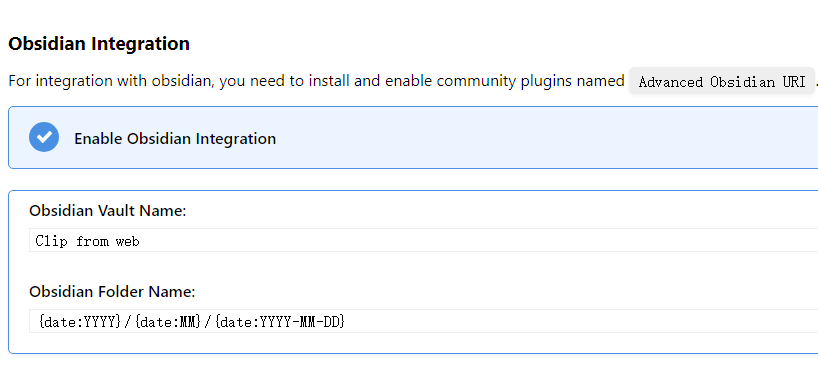 Obsidian Integration
For integration with obsidian, you need to install and enable community plugins named Advanced Obsidian URI.
Enable Obsidian Integration
Obsidian Vault Name:
Clip from web
Obsidian Folder Name:
{date:YYYY}/{date:MM}/{date:YYYY-MM-DD}